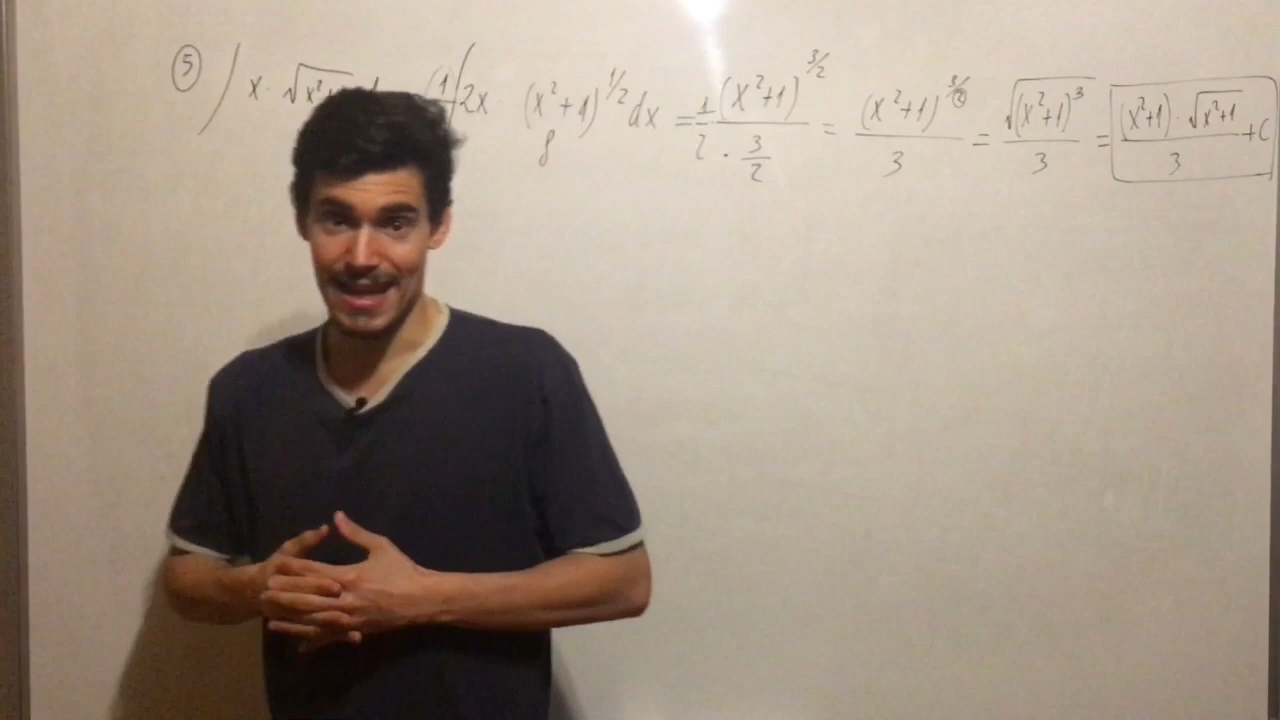 ⑤ ∫ x · √x² = (1/2)∫ 2x (x²+1)^1/2 dx = 1/2 (x²+1)^3/2 / 3/2 = (x²+1)^3/2 / 3 = √(x²+1)³ / 3 = (x²+1) · √x²+1 / 3 + C